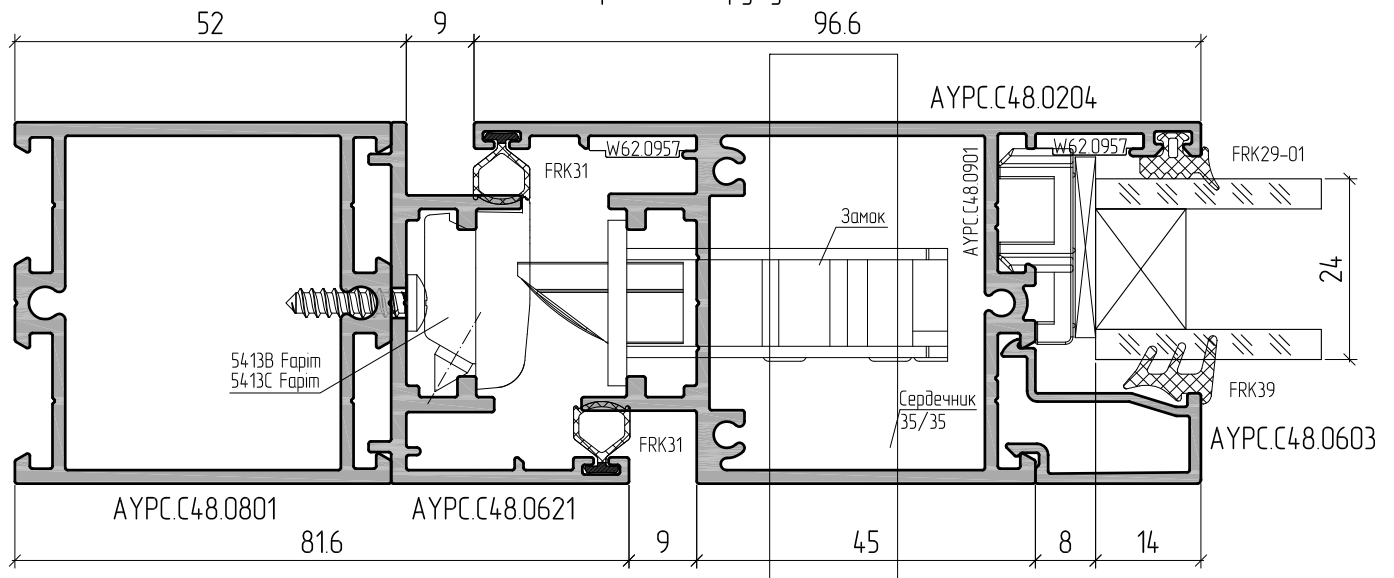 52
9
96.6
AYPC.C48.0204
W62.0957
W62.0957
FRK31
FRK29-01
AYPC.C48.0901
Замок
24
5413B Fapim
5413C Fapim
Сердечник
35/35
FRK39
FRK31
AYPC.C48.0603
AYPC.C48.0801
AYPC.C48.0621
81.6
9
45
8
14